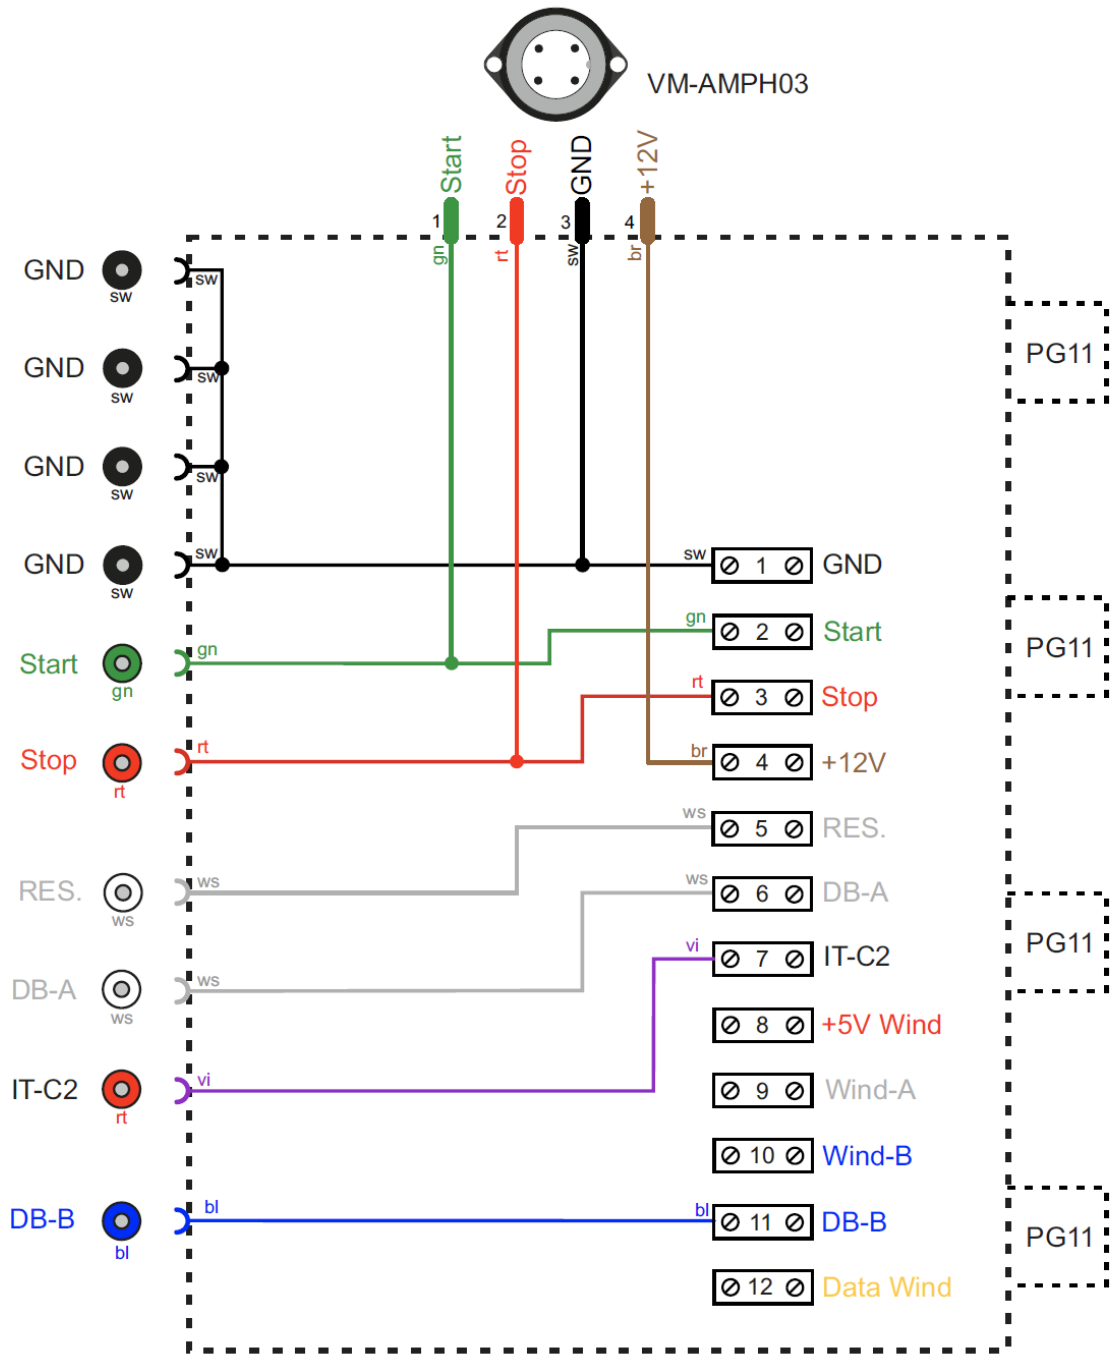 VM-AMPH03
Start
Stop
GND
+12V
1
2
3
4
gn
rt
sw
br
GND
sw
sw
PG11
GND
sw
sw
GND
sw
sw
GND
sw
sw
sw
1
GND
gn
2
Start
PG11
Start
gn
gn
rt
3
Stop
Stop
rt
rt
br
4
+12V
ws
5
RES.
RES.
ws
ws
ws
6
DB-A
PG11
vi
7
IT-C2
DB-A
ws
ws
8
+5V Wind
IT-C2
rt
vi
9
Wind-A
10
Wind-B
DB-B
bl
bl
bl
11
DB-B
PG11
12
Data Wind